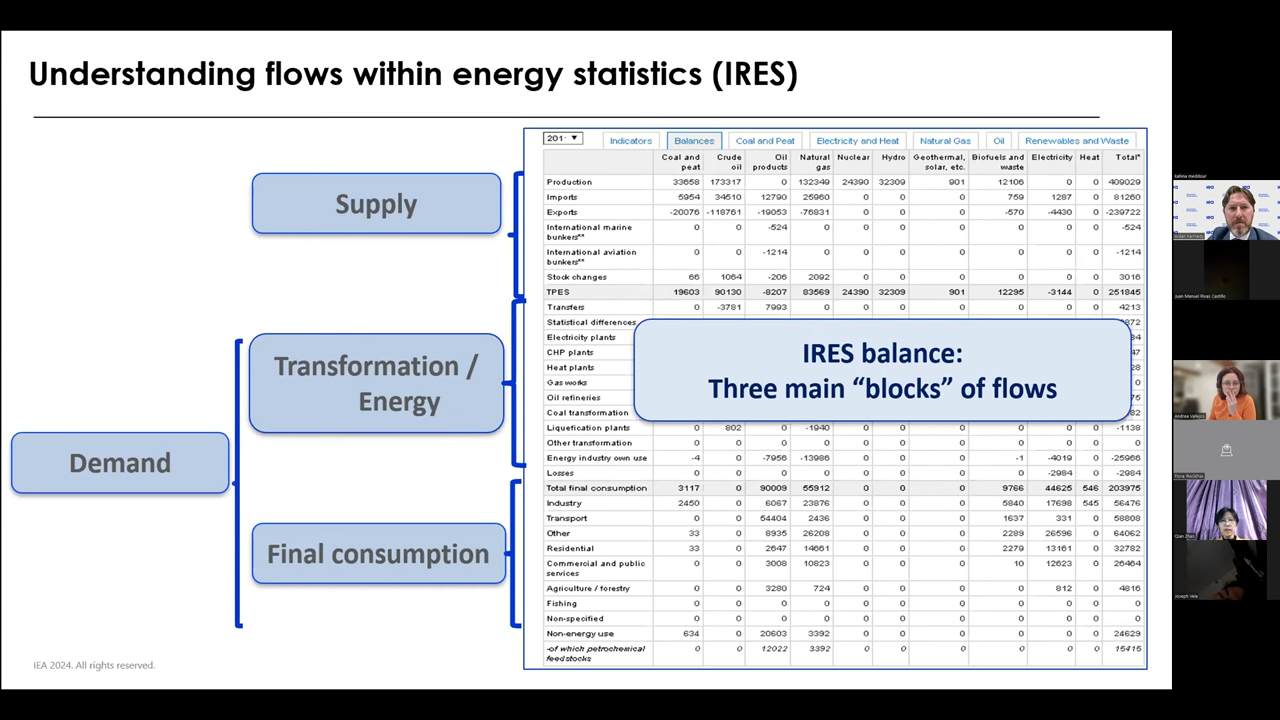 Understanding flows within energy statistics (IRES)
201 ▼ Indicators Balances Coal and Peat Electricity and Heat Natural Gas Oil Renewables and Waste
Coal and peat Crude oil Oil products Natural gas Nuclear Hydro Geothermal, solar, etc. Biofuels and waste Electricity Heat Total*
Production 33658 173317 0 132349 24390 32309 901 12106 0 0 409029
Imports 5954 34510 12790 25960 0 0 0 759 1287 0 81260
Exports -20076 -118761 -19053 -76831 0 0 0 -570 -4430 0 -239722
International marine bunkers** 0 0 -524 0 0 0 0 0 0 0 -524
International aviation bunkers** 0 0 -1214 0 0 0 0 0 0 0 -1214
Stock changes 66 1064 -206 2092 0 0 0 0 0 0 3016
TPES 19603 90130 -8207 83569 24390 32309 901 12295 -3144 0 251845
Transfers 0 -3781 7993 0 0 0 0 0 0 0 4213
Statistical differences
Electricity plants
CHP plants
Heat plants
Gas works
Oil refineries
Coal transformation
Liquefication plants 0 802 0 -1940 0 0 0 0 0 0 -1138
Other transformation 0 0 0 0 0 0 0 0 0 0 0
Energy industry own use -4 0 -7956 -13986 0 0 0 -1 -4019 0 -25966
Losses 0 0 0 0 0 0 0 0 -2984 0 -2984
Total final consumption 3117 0 90009 55912 0 0 0 9766 44625 546 203975
Industry 2450 0 6067 23876 0 0 0 5840 17698 545 56476
Transport 0 0 54404 2436 0 0 0 1637 331 0 58808
Other 33 0 8935 26208 0 0 0 2289 26596 0 64062
Residential 33 0 2647 14661 0 0 0 2279 13161 0 32782
Commercial and public services 0 0 3008 10823 0 0 0 10 12623 0 26464
Agriculture / forestry 0 0 3280 724 0 0 0 0 812 0 4816
Fishing 0 0 0 0 0 0 0 0 0 0 0
Non-specified 0 0 0 0 0 0 0 0 0 0 0
Non-energy use 634 0 20603 3392 0 0 0 0 0 0 24629
-of which petrochemical feedstocks 0 0 12022 3392 0 0 0 0 0 0 15415
IRES balance:
Three main “blocks” of flows
Supply
Transformation /
Energy
Demand
Final consumption
IEA 2024. All rights reserved.
Juan Manuel Rivas Castillo
Andrea Vallejos
Qian Zhao
Joseph Vela